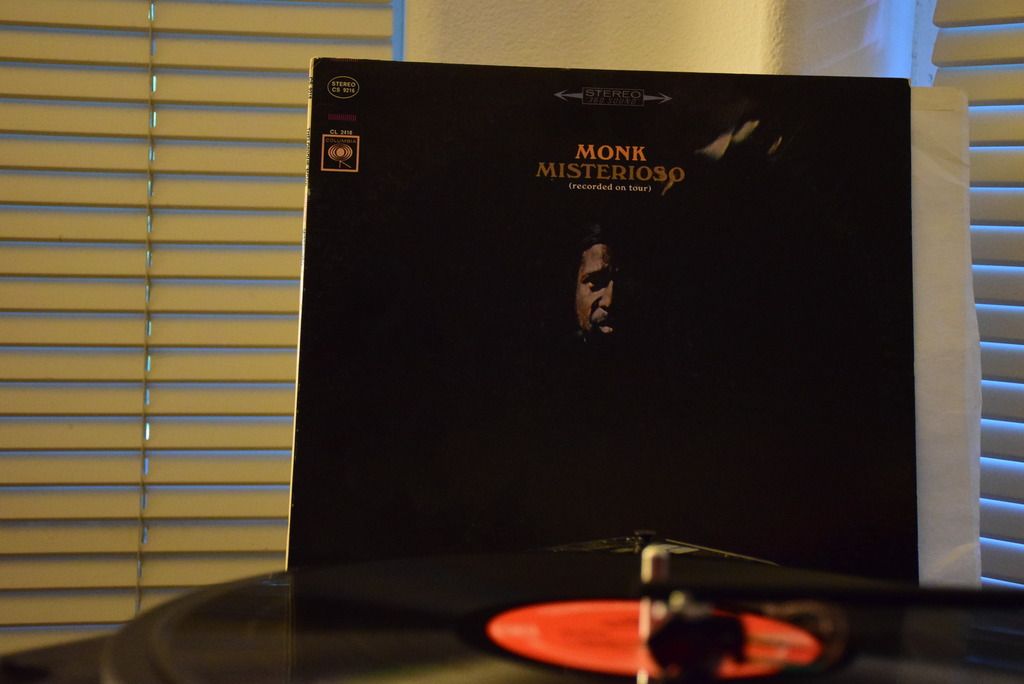 STEREO
CS 9216
CL 2416
COLUMBIA
STEREO
360 SOUND
MONK
MISTERIOSO
(recorded on tour)